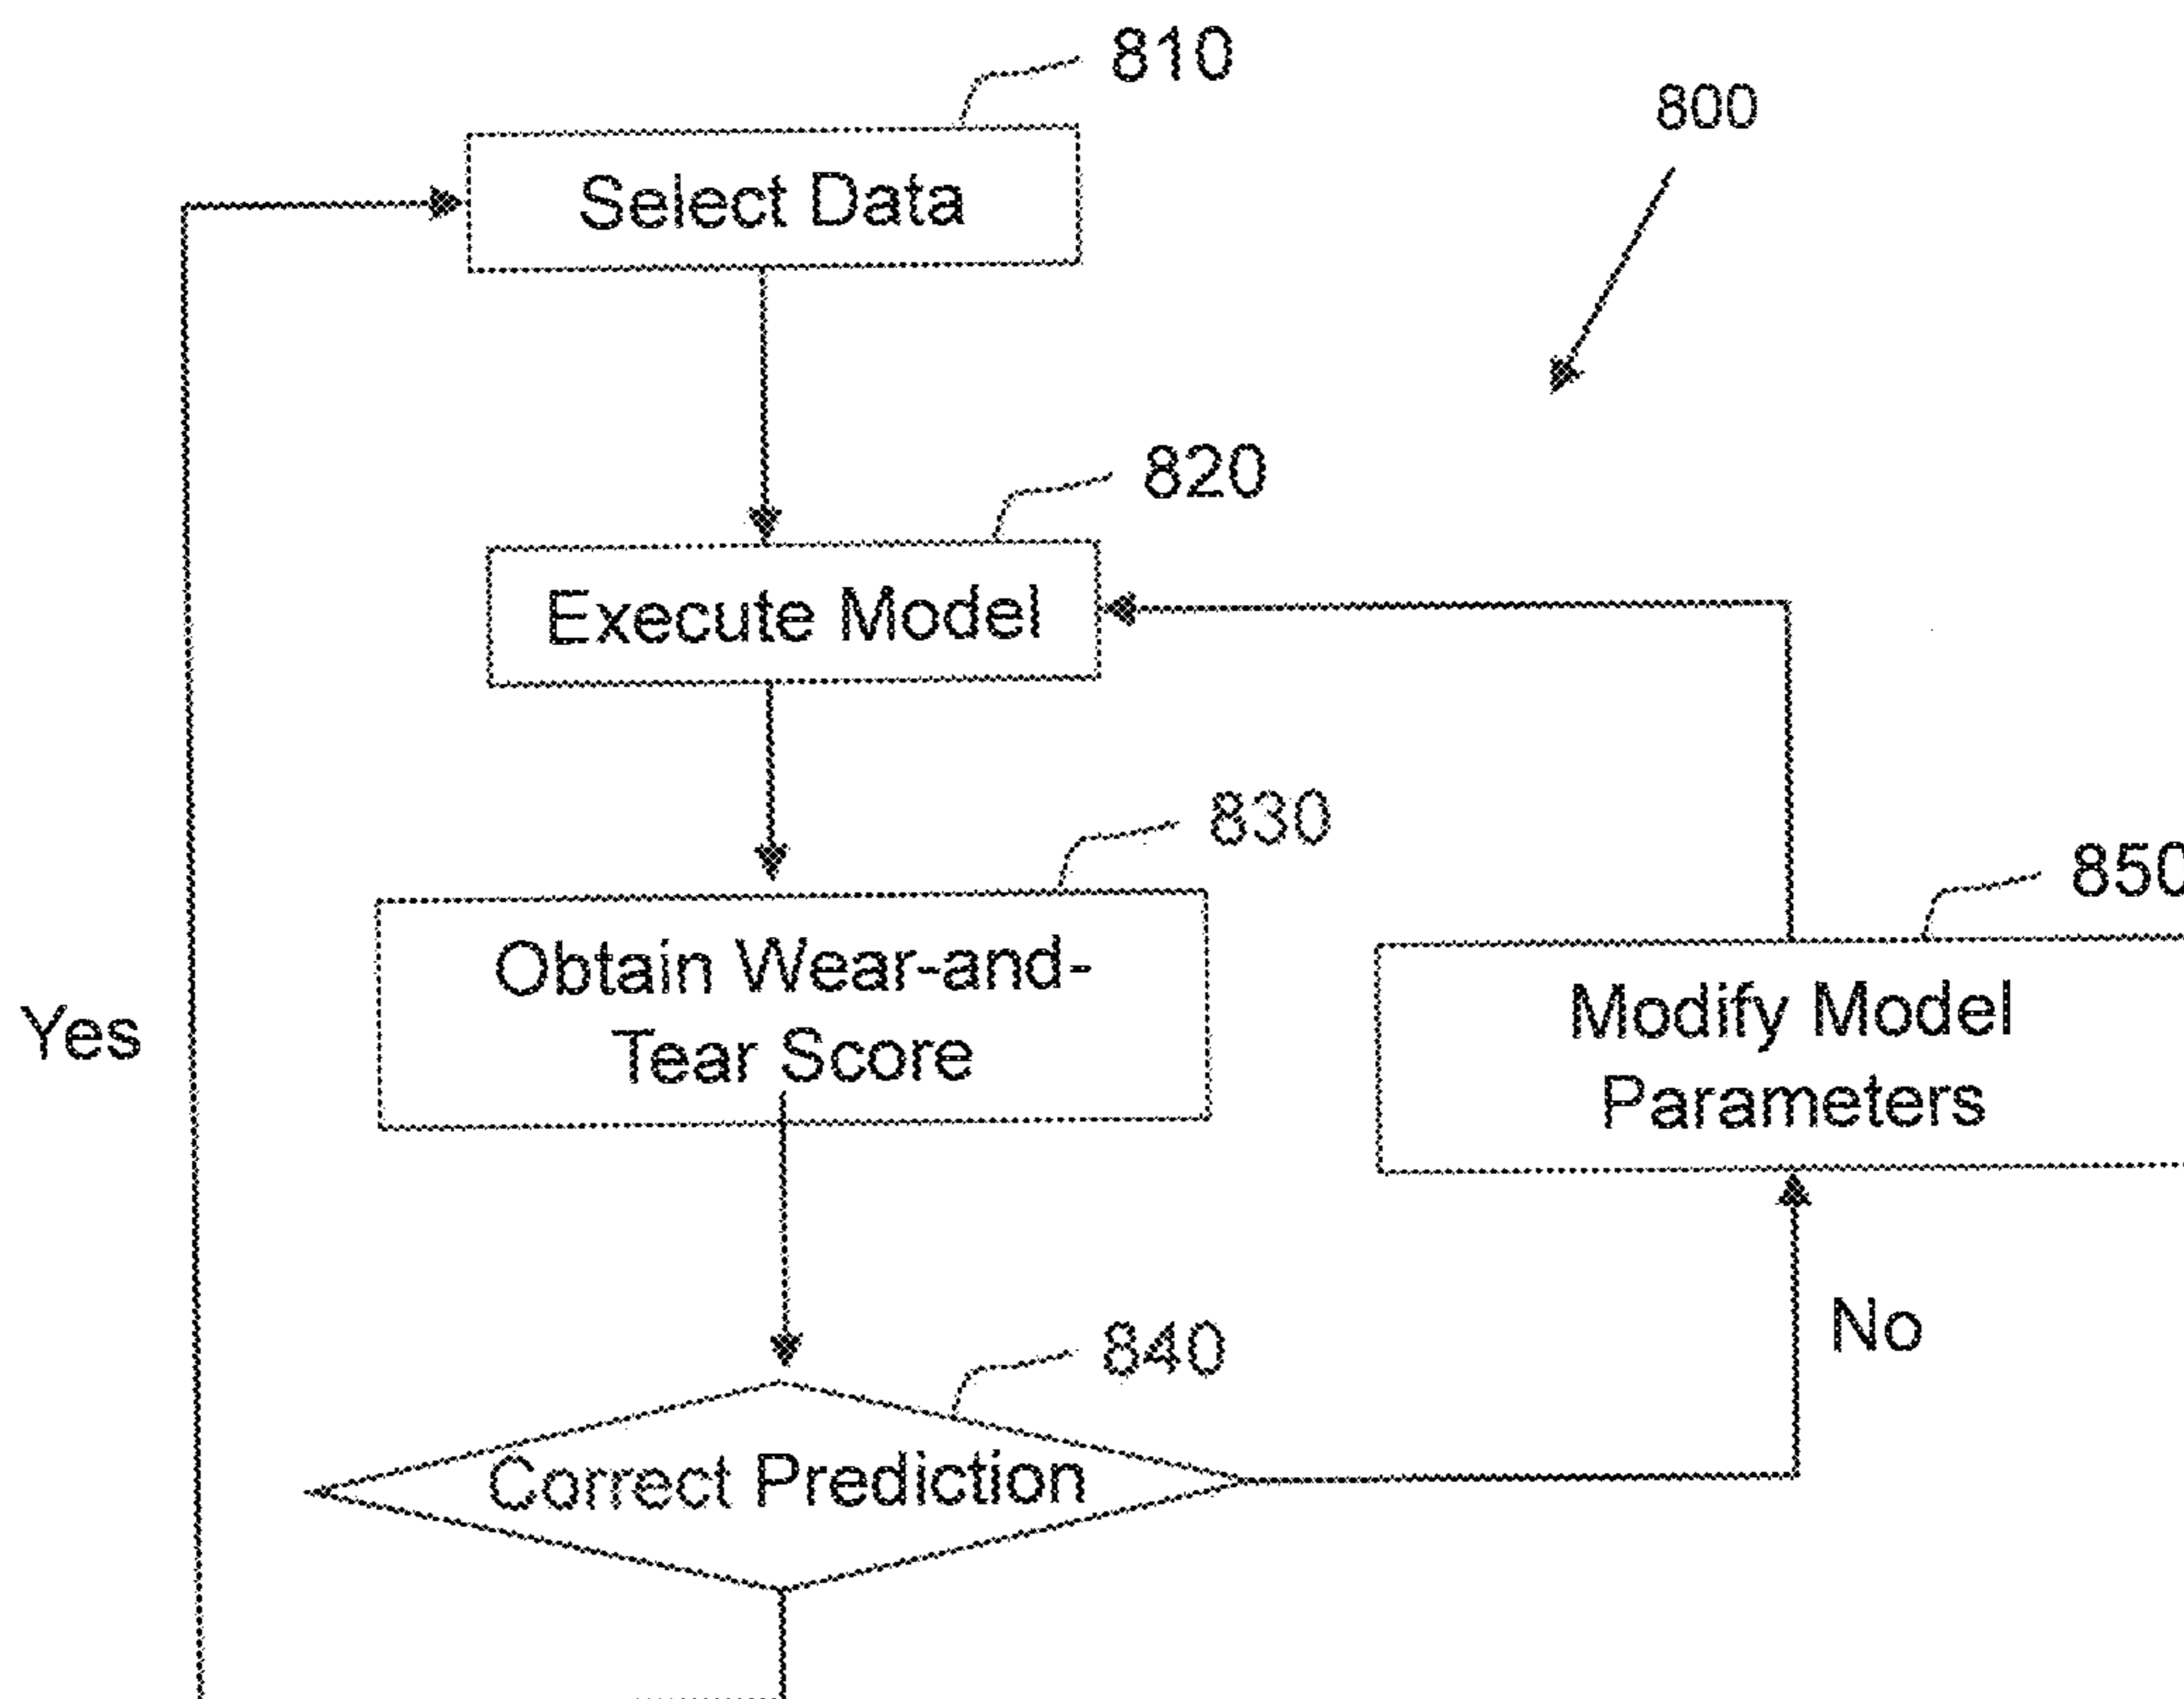 810
800
Select Data
820
Execute Model
830
850
Obtain Wear-and-
Tear Score
Modify Model
Parameters
Yes
No
840
Correct Prediction